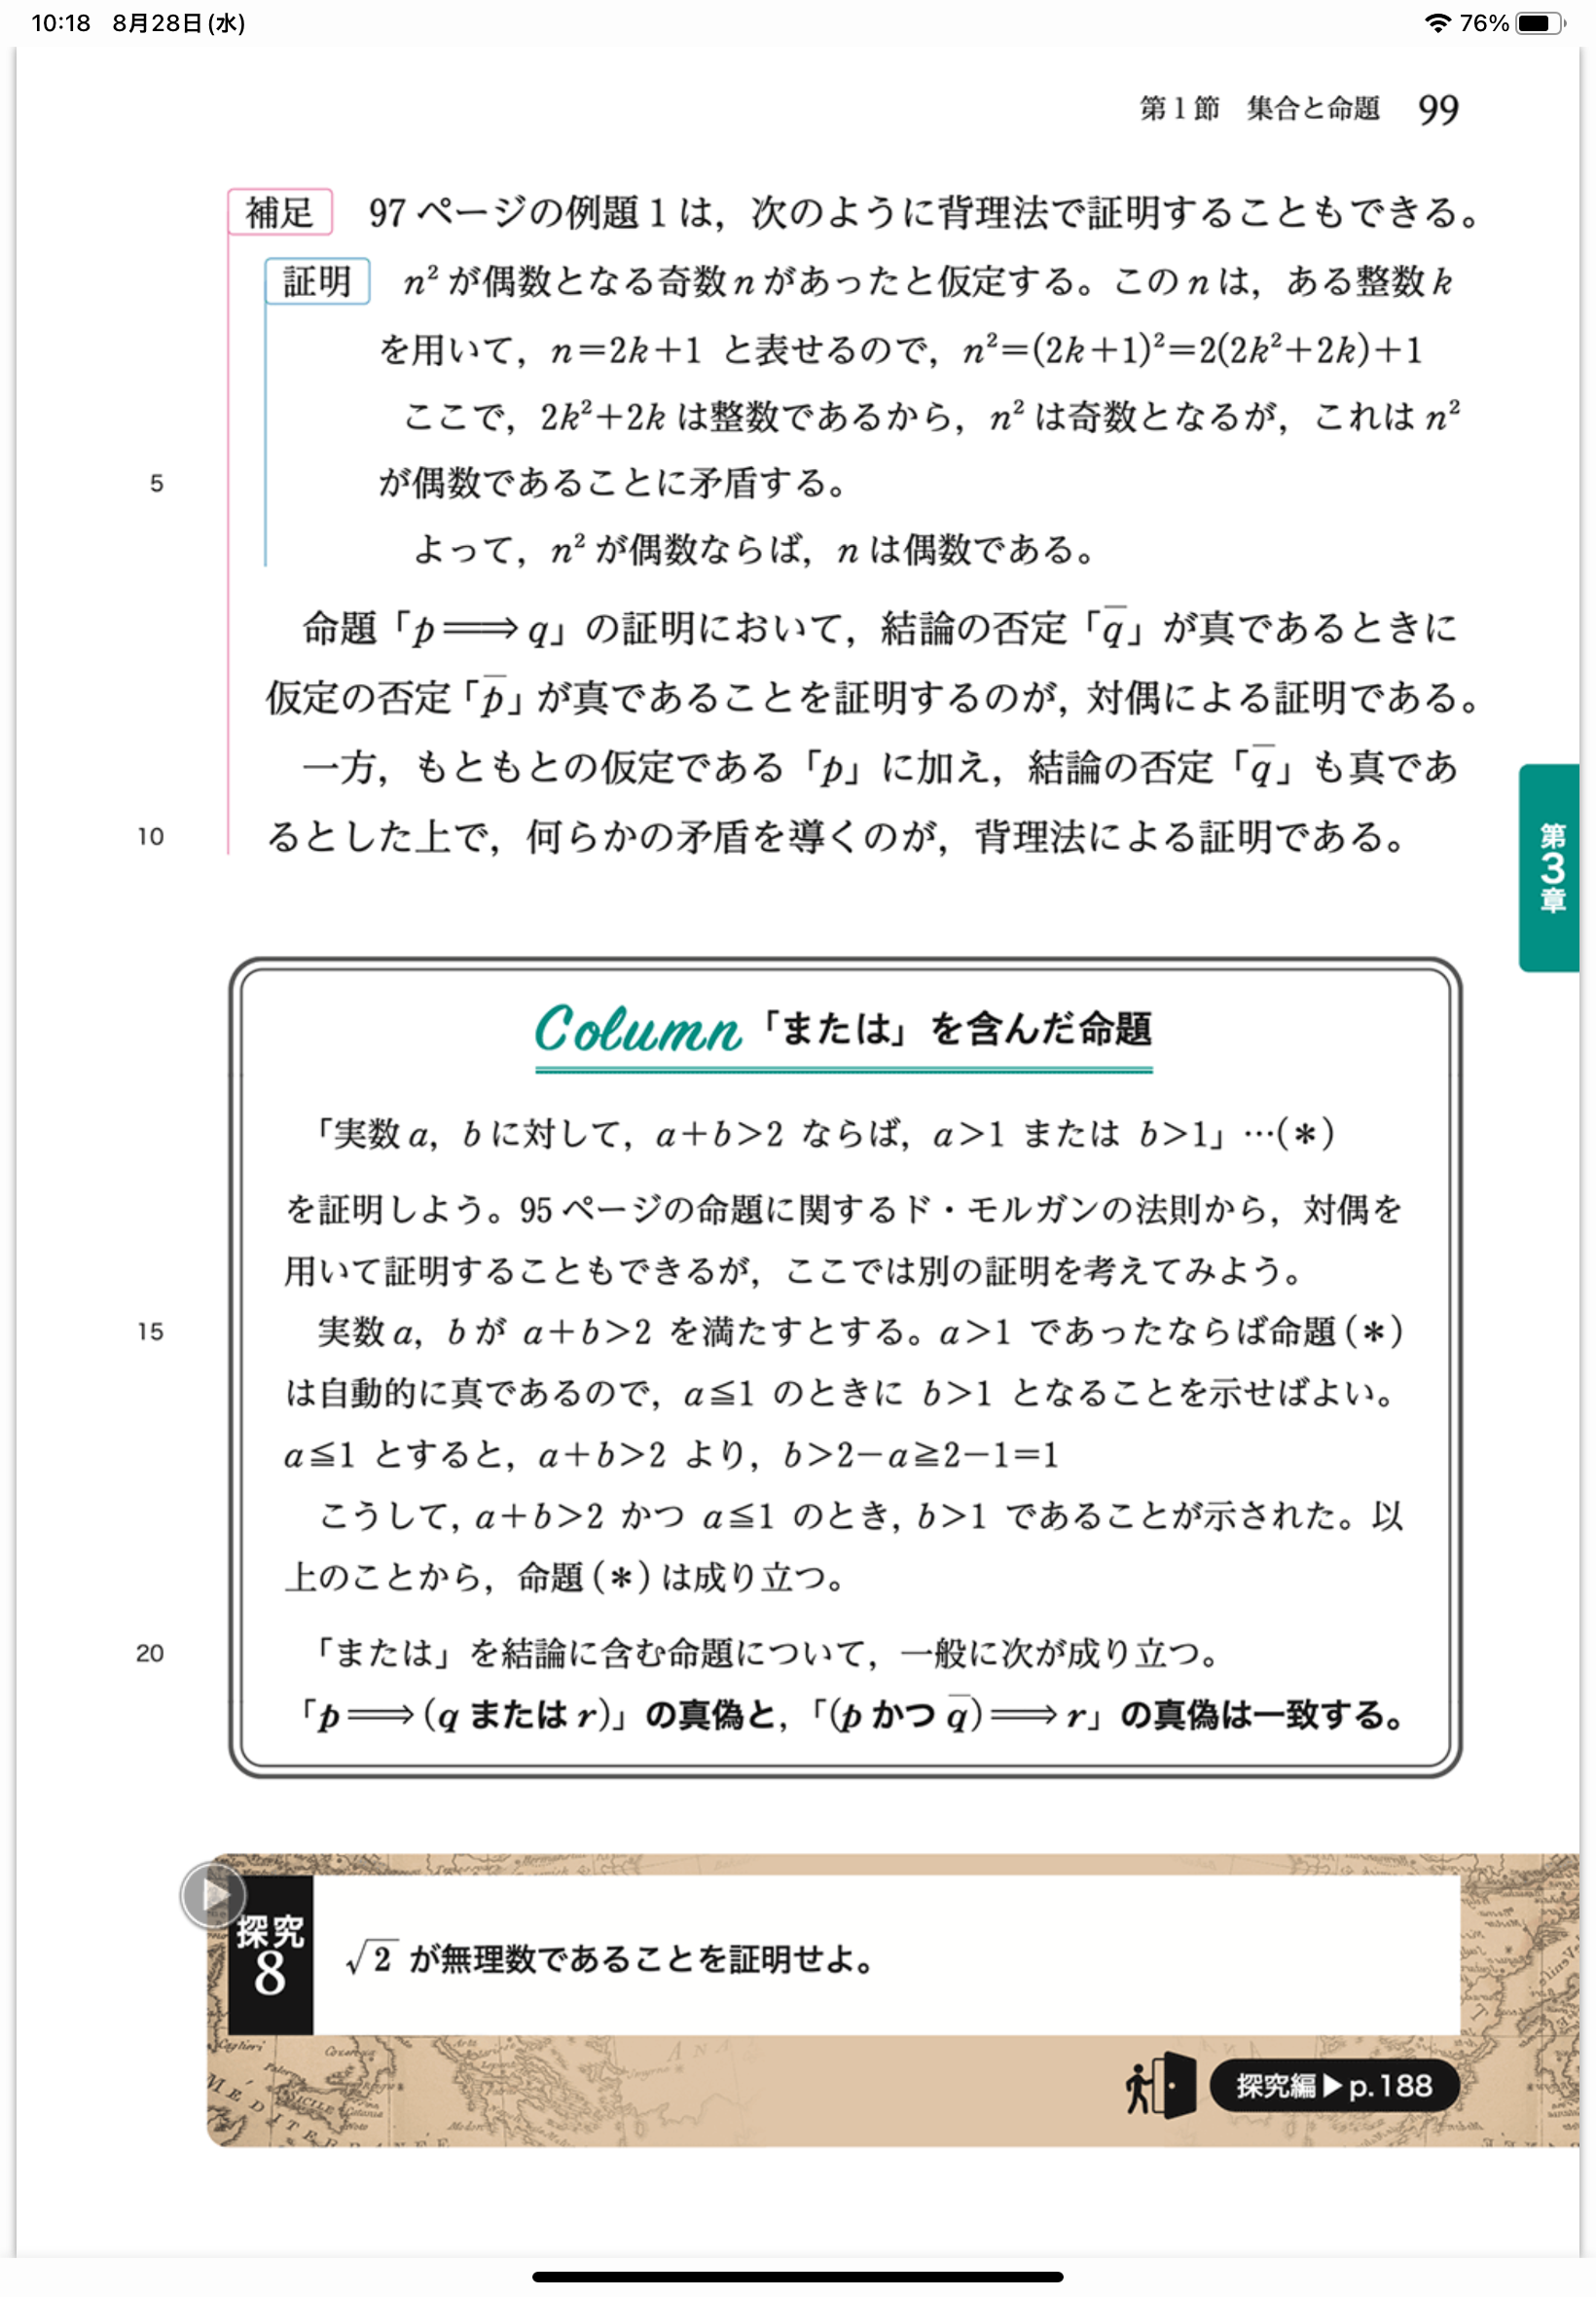 10:18 8月28日(水)
76%
第1節 集合と命題 99
補足 97ページの例題1は，次のように背理法で証明することもできる。
証明 n²が偶数となる奇数nがあったと仮定する。このnは，ある整数k
を用いて，n=2k+1 と表せるので，n²=(2k+1)²=2(2k²+2k)+1
ここで，2k²+2kは整数であるから，n²は奇数となるが，これはn²
5 が偶数であることに矛盾する。
よって，n²が偶数ならば，nは偶数である。
命題「p⟹q」の証明において，結論の否定「q̅」が真であるときに
仮定の否定「p̅」が真であることを証明するのが，対偶による証明である。
一方，もともとの仮定である「p」に加え，結論の否定「q̅」も真であ
10 るとした上で，何らかの矛盾を導くのが，背理法による証明である。
第3章
Column「または」を含んだ命題
「実数a，bに対して，a+b>2 ならば，a>1 または b>1」…(＊)
を証明しよう。95ページの命題に関するド・モルガンの法則から，対偶を
用いて証明することもできるが，ここでは別の証明を考えてみよう。
15 実数a，bが a+b>2 を満たすとする。a>1 であったならば命題(＊)
は自動的に真であるので，a≦1 のときに b>1 となることを示せばよい。
a≦1 とすると，a+b>2 より，b>2−a≧2−1=1
こうして，a+b>2 かつ a≦1 のとき，b>1 であることが示された。以
上のことから，命題(＊)は成り立つ。
20 「または」を結論に含む命題について，一般に次が成り立つ。
「p⟹(q または r)」の真偽と，「(p かつ q̅)⟹r」の真偽は一致する。
探究
8
√2 が無理数であることを証明せよ。
探究編▶p.188